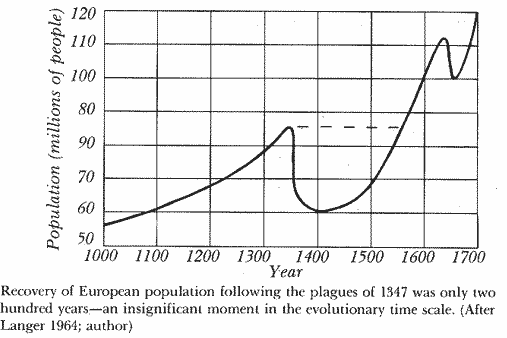 Population (millions of people)
120
110
100
80
90
70
60
50
1000 1100 1200 1300 1400 1500 1600 1700
Year
Recovery of European population following the plagues of 1347 was only two
hundred years—an insignificant moment in the evolutionary time scale. (After
Langer 1964; author)